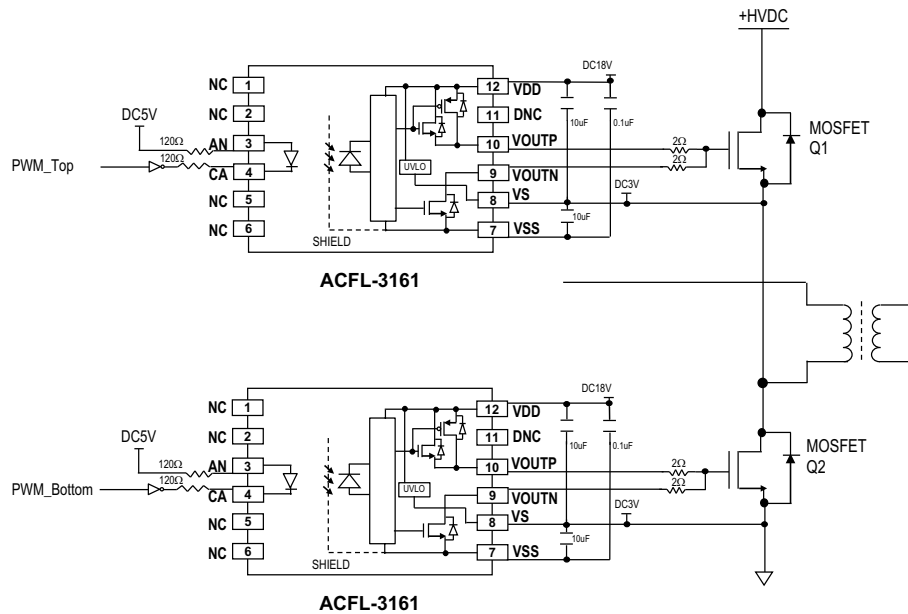 +HVDC
NC 1
NC 2
DC5V
120Ω
AN 3
PWM_Top
120Ω
CA 4
NC 5
NC 6
SHIELD
UVLO
12 VDD
11 DNC
10 VOUTP
9 VOUTN
8 VS
7 VSS
DC18V
10uF
0.1uF
2Ω
2Ω
DC3V
10uF
MOSFET
Q1
ACFL-3161
NC 1
NC 2
DC5V
120Ω
AN 3
PWM_Bottom
120Ω
CA 4
NC 5
NC 6
SHIELD
UVLO
12 VDD
11 DNC
10 VOUTP
9 VOUTN
8 VS
7 VSS
DC18V
10uF
0.1uF
2Ω
2Ω
DC3V
10uF
MOSFET
Q2
ACFL-3161